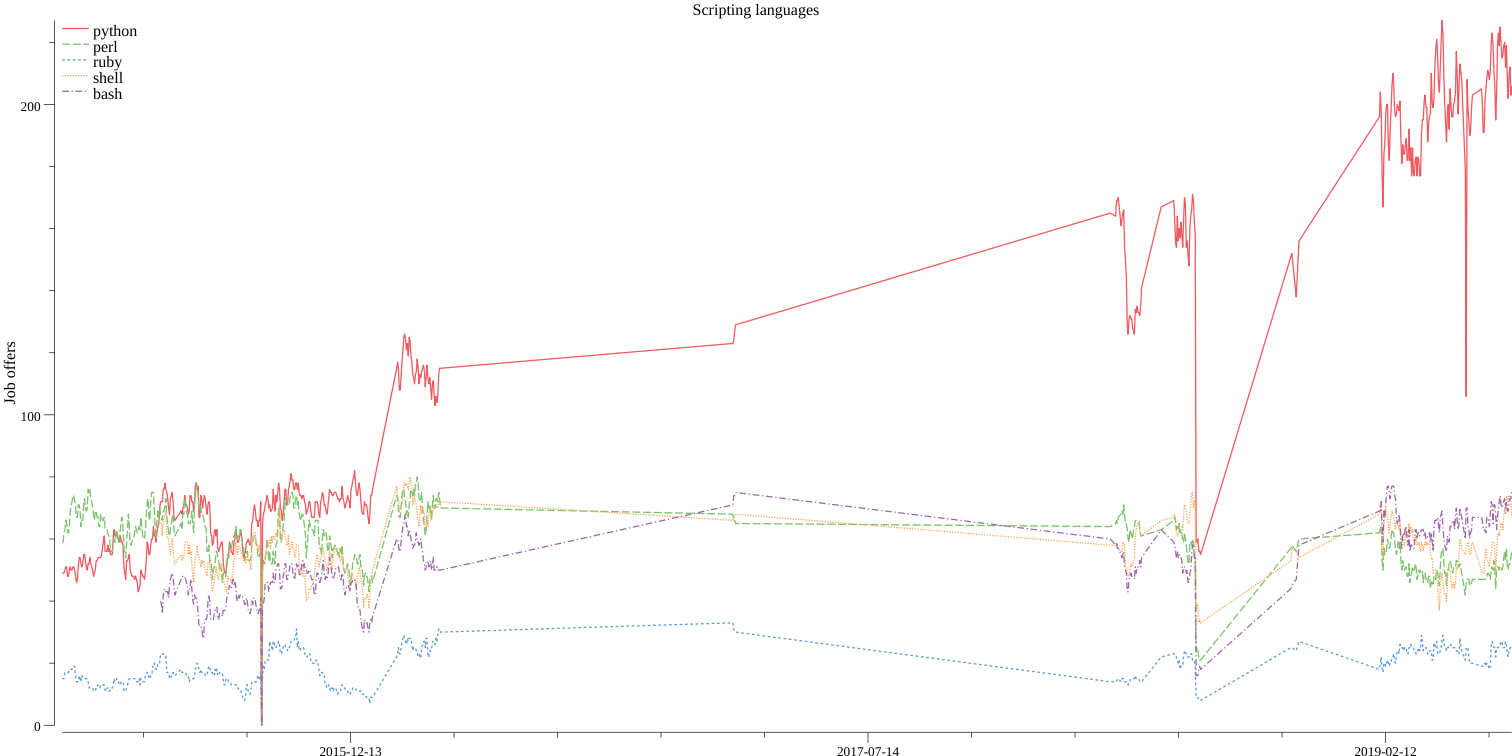 Scripting languages
python
perl
ruby
shell
bash
200
100
0
Job offers
2015-12-13
2017-07-14
2019-02-12